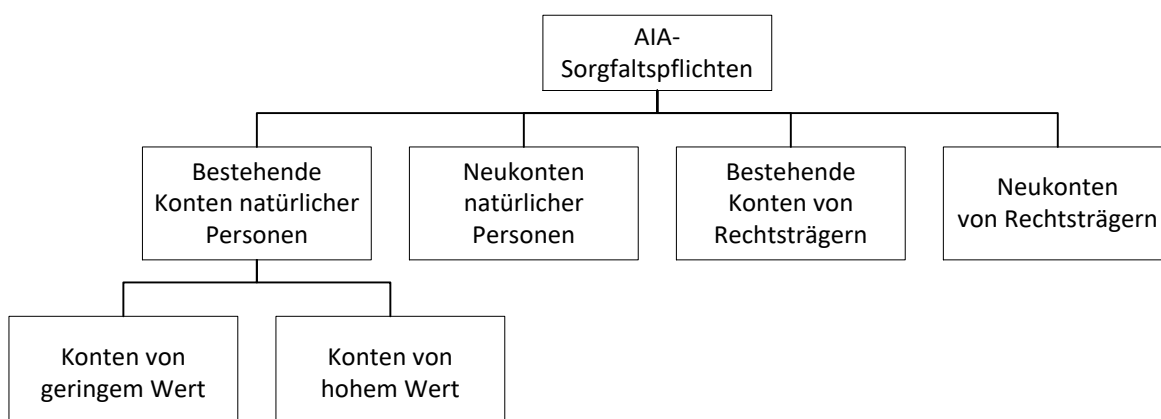 AIA-
Sorgfaltspflichten
Bestehende
Konten natürlicher
Personen
Neukonten
natürlicher
Personen
Bestehende
Konten von
Rechtsträgern
Neukonten
von Rechtsträgern
Konten von
geringem Wert
Konten von
hohem Wert